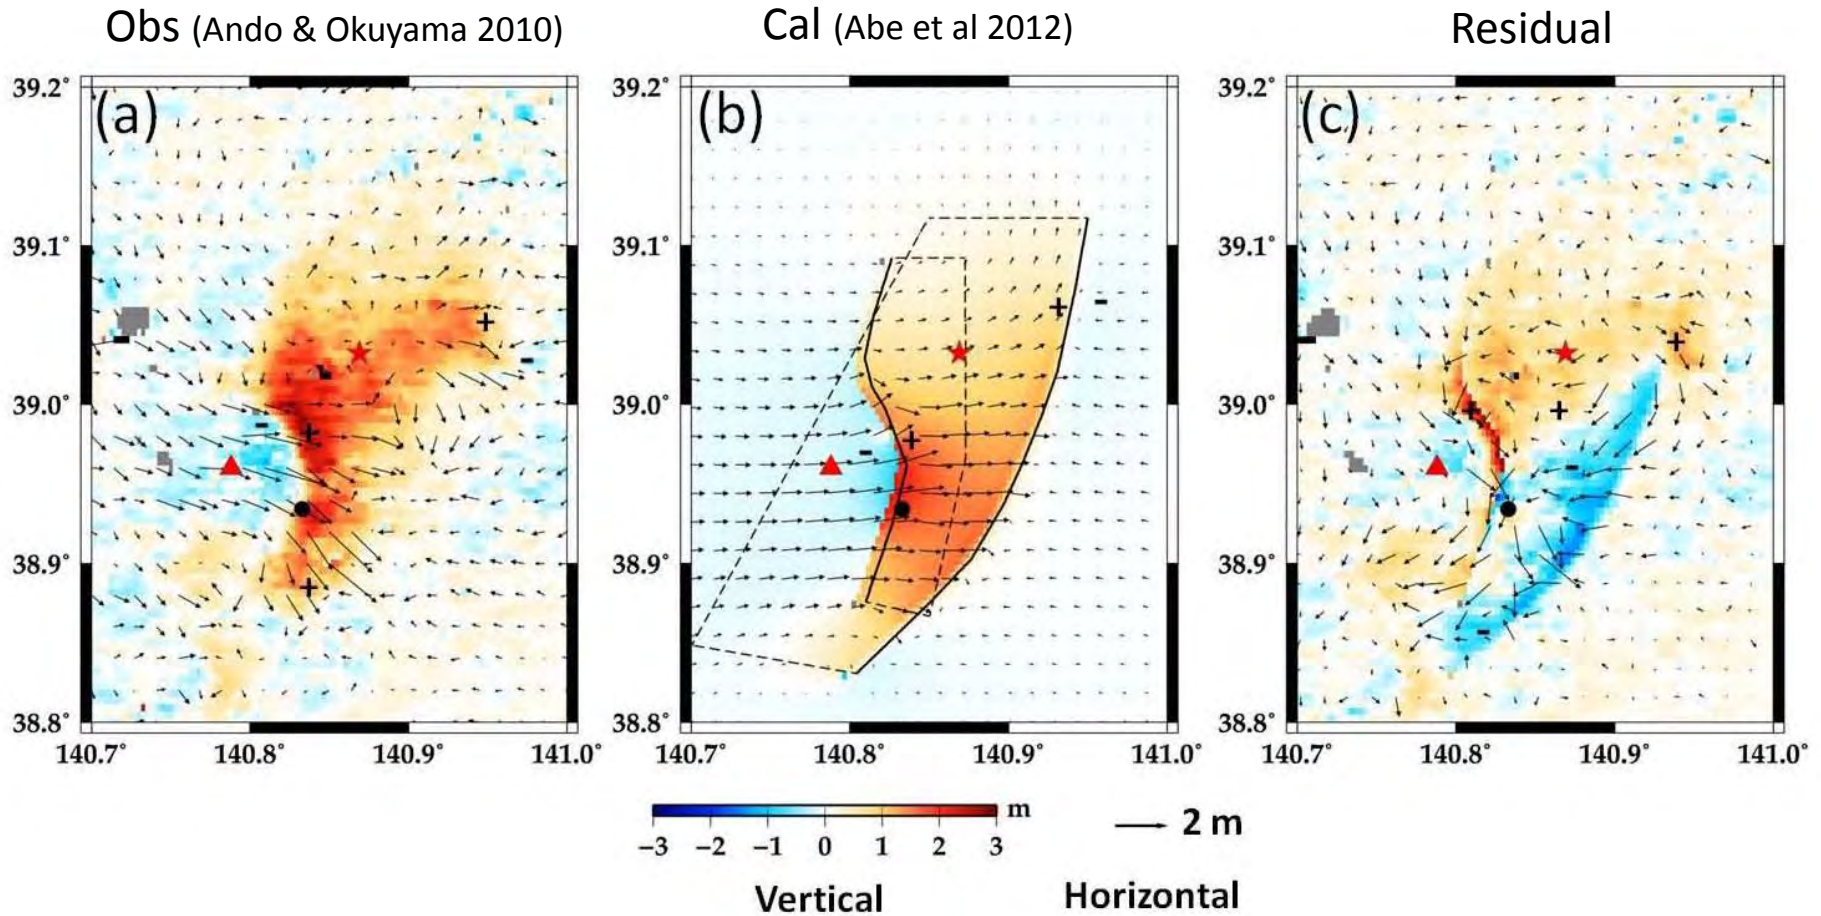 Obs (Ando & Okuyama 2010)
Cal (Abe et al 2012)
Residual
(a)
(b)
(c)
39.2°
39.1°
39.0°
38.9°
38.8°
140.7° 140.8° 140.9° 141.0°
39.2°
39.1°
39.0°
38.9°
38.8°
140.7° 140.8° 140.9° 141.0°
39.2°
39.1°
39.0°
38.9°
38.8°
140.7° 140.8° 140.9° 141.0°
m
−3 −2 −1 0 1 2 3
2 m
Vertical
Horizontal